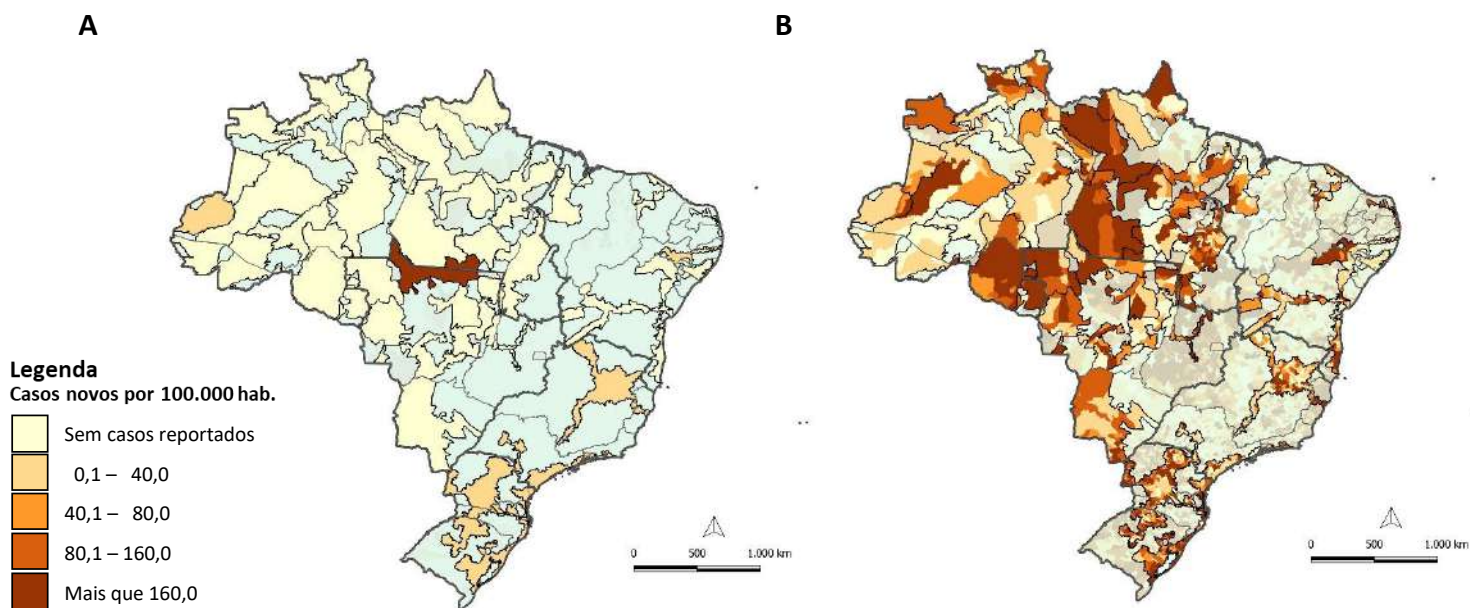 A
B
Legenda
Casos novos por 100.000 hab.
Sem casos reportados
0,1 – 40,0
40,1 – 80,0
80,1 – 160,0
Mais que 160,0
0 500 1.000 km
0 500 1.000 km